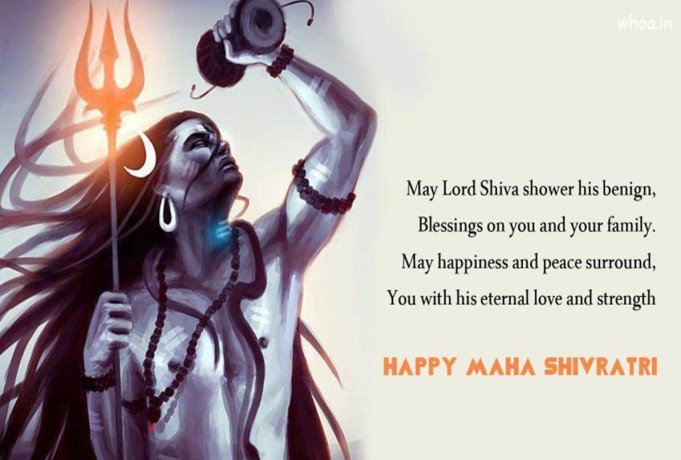 whoa.in
May Lord Shiva shower his benign,
Blessings on you and your family.
May happiness and peace surround,
You with his eternal love and strength
HAPPY MAHA SHIVRATRI